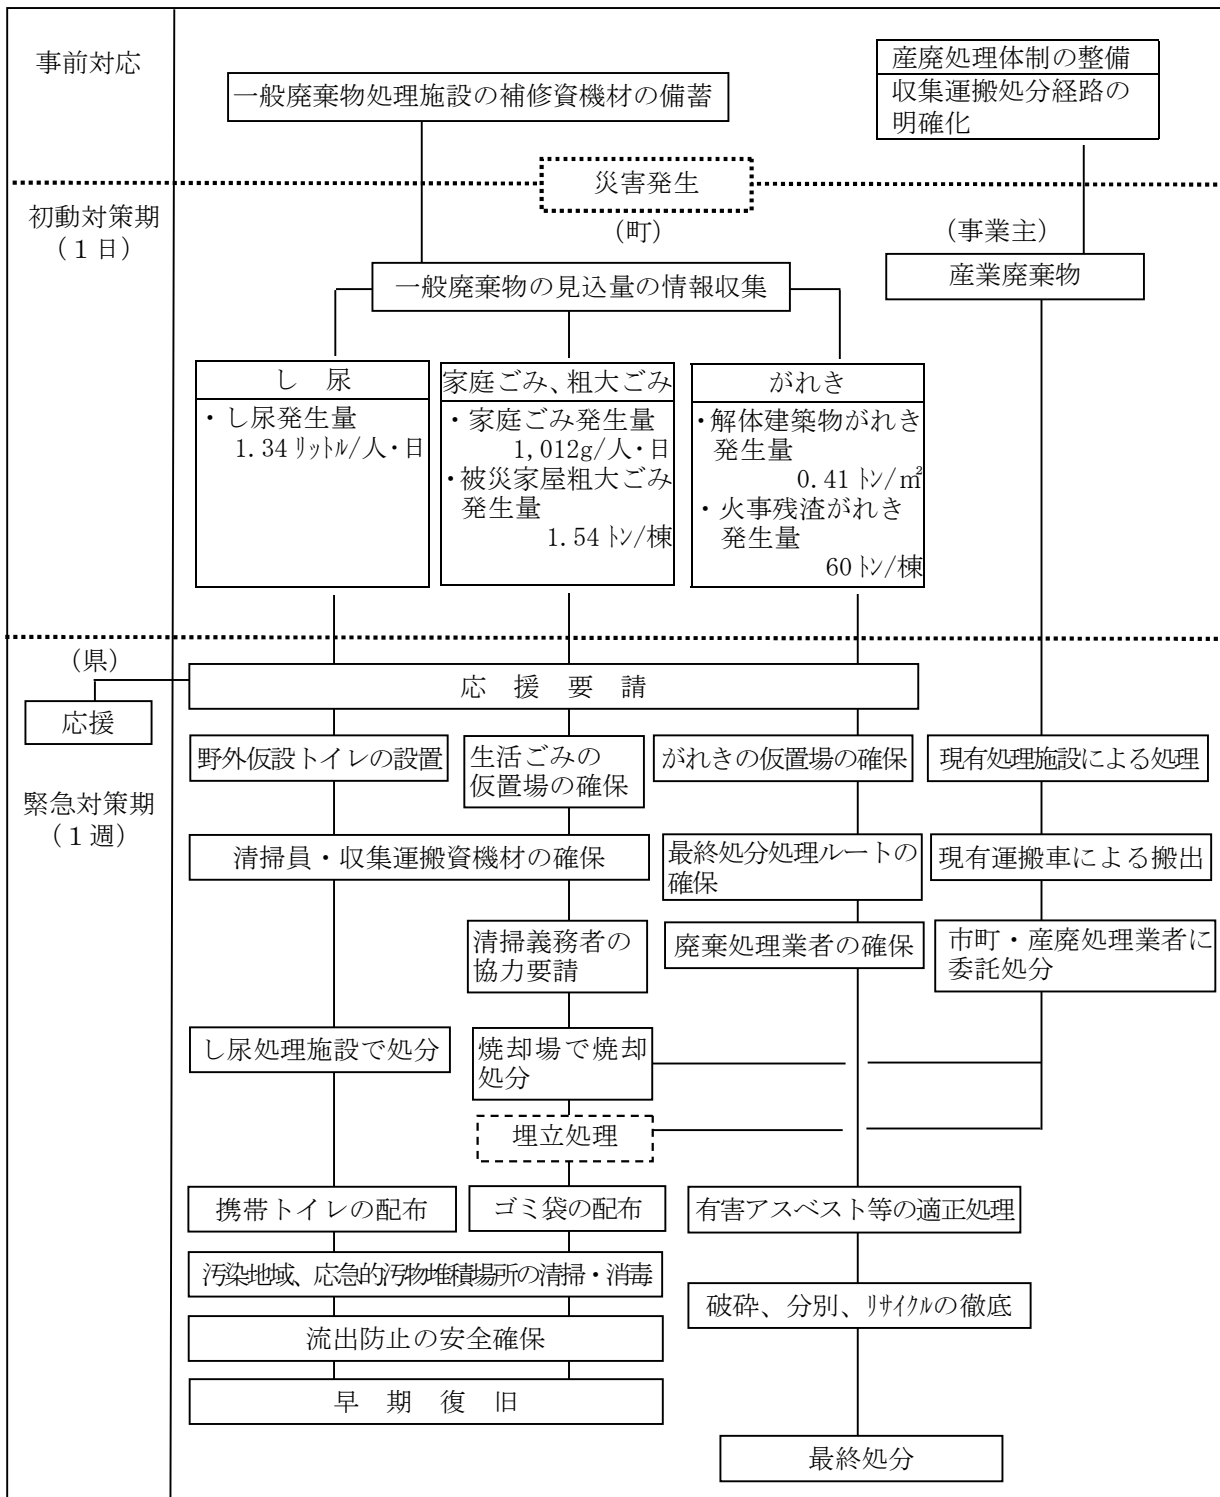 事前対応
一般廃棄物処理施設の補修資機材の備蓄
産廃処理体制の整備
収集運搬処分経路の
明確化
災害発生
初動対策期
(1日)
(町)
(事業主)
一般廃棄物の見込量の情報収集
産業廃棄物
し 尿
・し尿発生量
1.34 ﾘｯﾄﾙ/人・日
家庭ごみ、粗大ごみ
・家庭ごみ発生量
1,012g/人・日
・被災家屋粗大ごみ
発生量
1.54 ﾄﾝ/棟
がれき
・解体建築物がれき
発生量
0.41 ﾄﾝ/㎡
・火事残渣がれき
発生量
60 ﾄﾝ/棟
(県)
応援
応 援 要 請
緊急対策期
(1週)
野外仮設トイレの設置
生活ごみの
仮置場の確保
がれきの仮置場の確保
現有処理施設による処理
清掃員・収集運搬資機材の確保
最終処分処理ルートの
確保
現有運搬車による搬出
清掃義務者の
協力要請
廃棄処理業者の確保
市町・産廃処理業者に
委託処分
し尿処理施設で処分
焼却場で焼却
処分
埋立処理
携帯トイレの配布
ゴミ袋の配布
有害アスベスト等の適正処理
汚染地域、応急的汚物堆積場所の清掃・消毒
破砕、分別、ﾘｻｲｸﾙの徹底
流出防止の安全確保
早 期 復 旧
最終処分